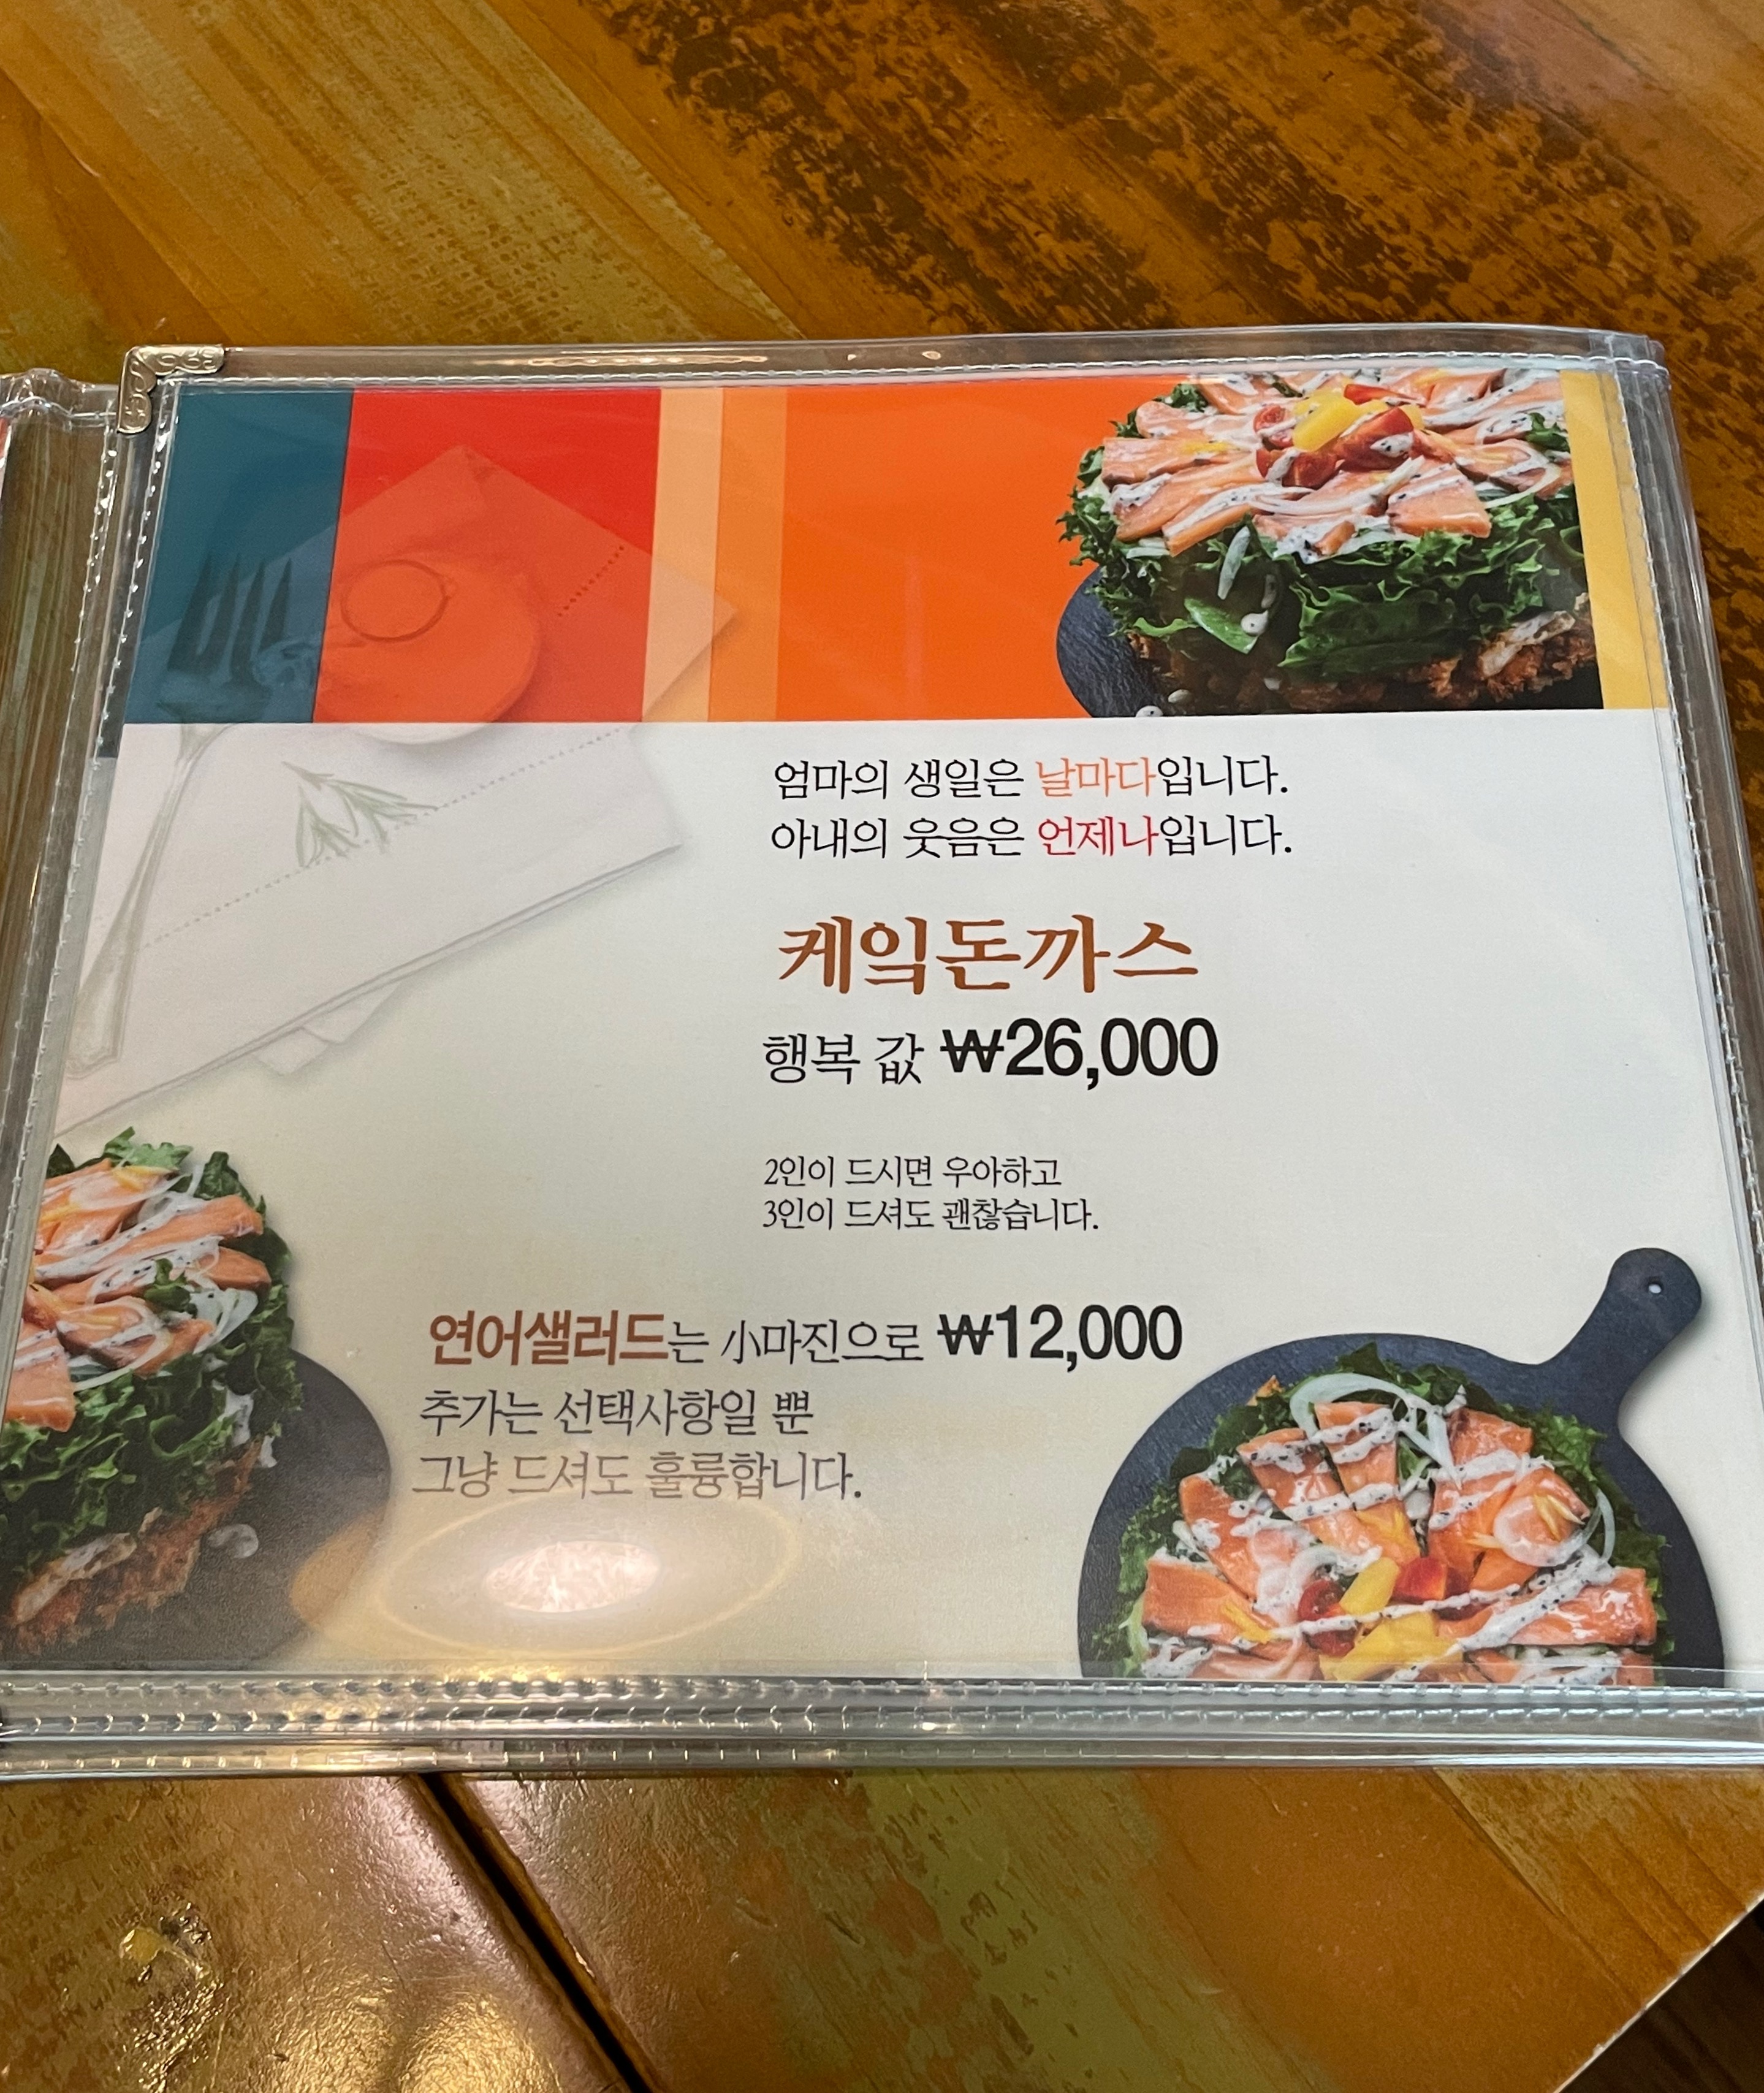 엄마의 생일은 날마다입니다.
아내의 웃음은 언제나입니다.
케익돈까스
행복 값 ₩26,000
2인이 드시면 우아하고
3인이 드셔도 괜찮습니다.
연어샐러드는 小마진으로 ₩12,000
추가는 선택사항일 뿐
그냥 드셔도 훌륭합니다.